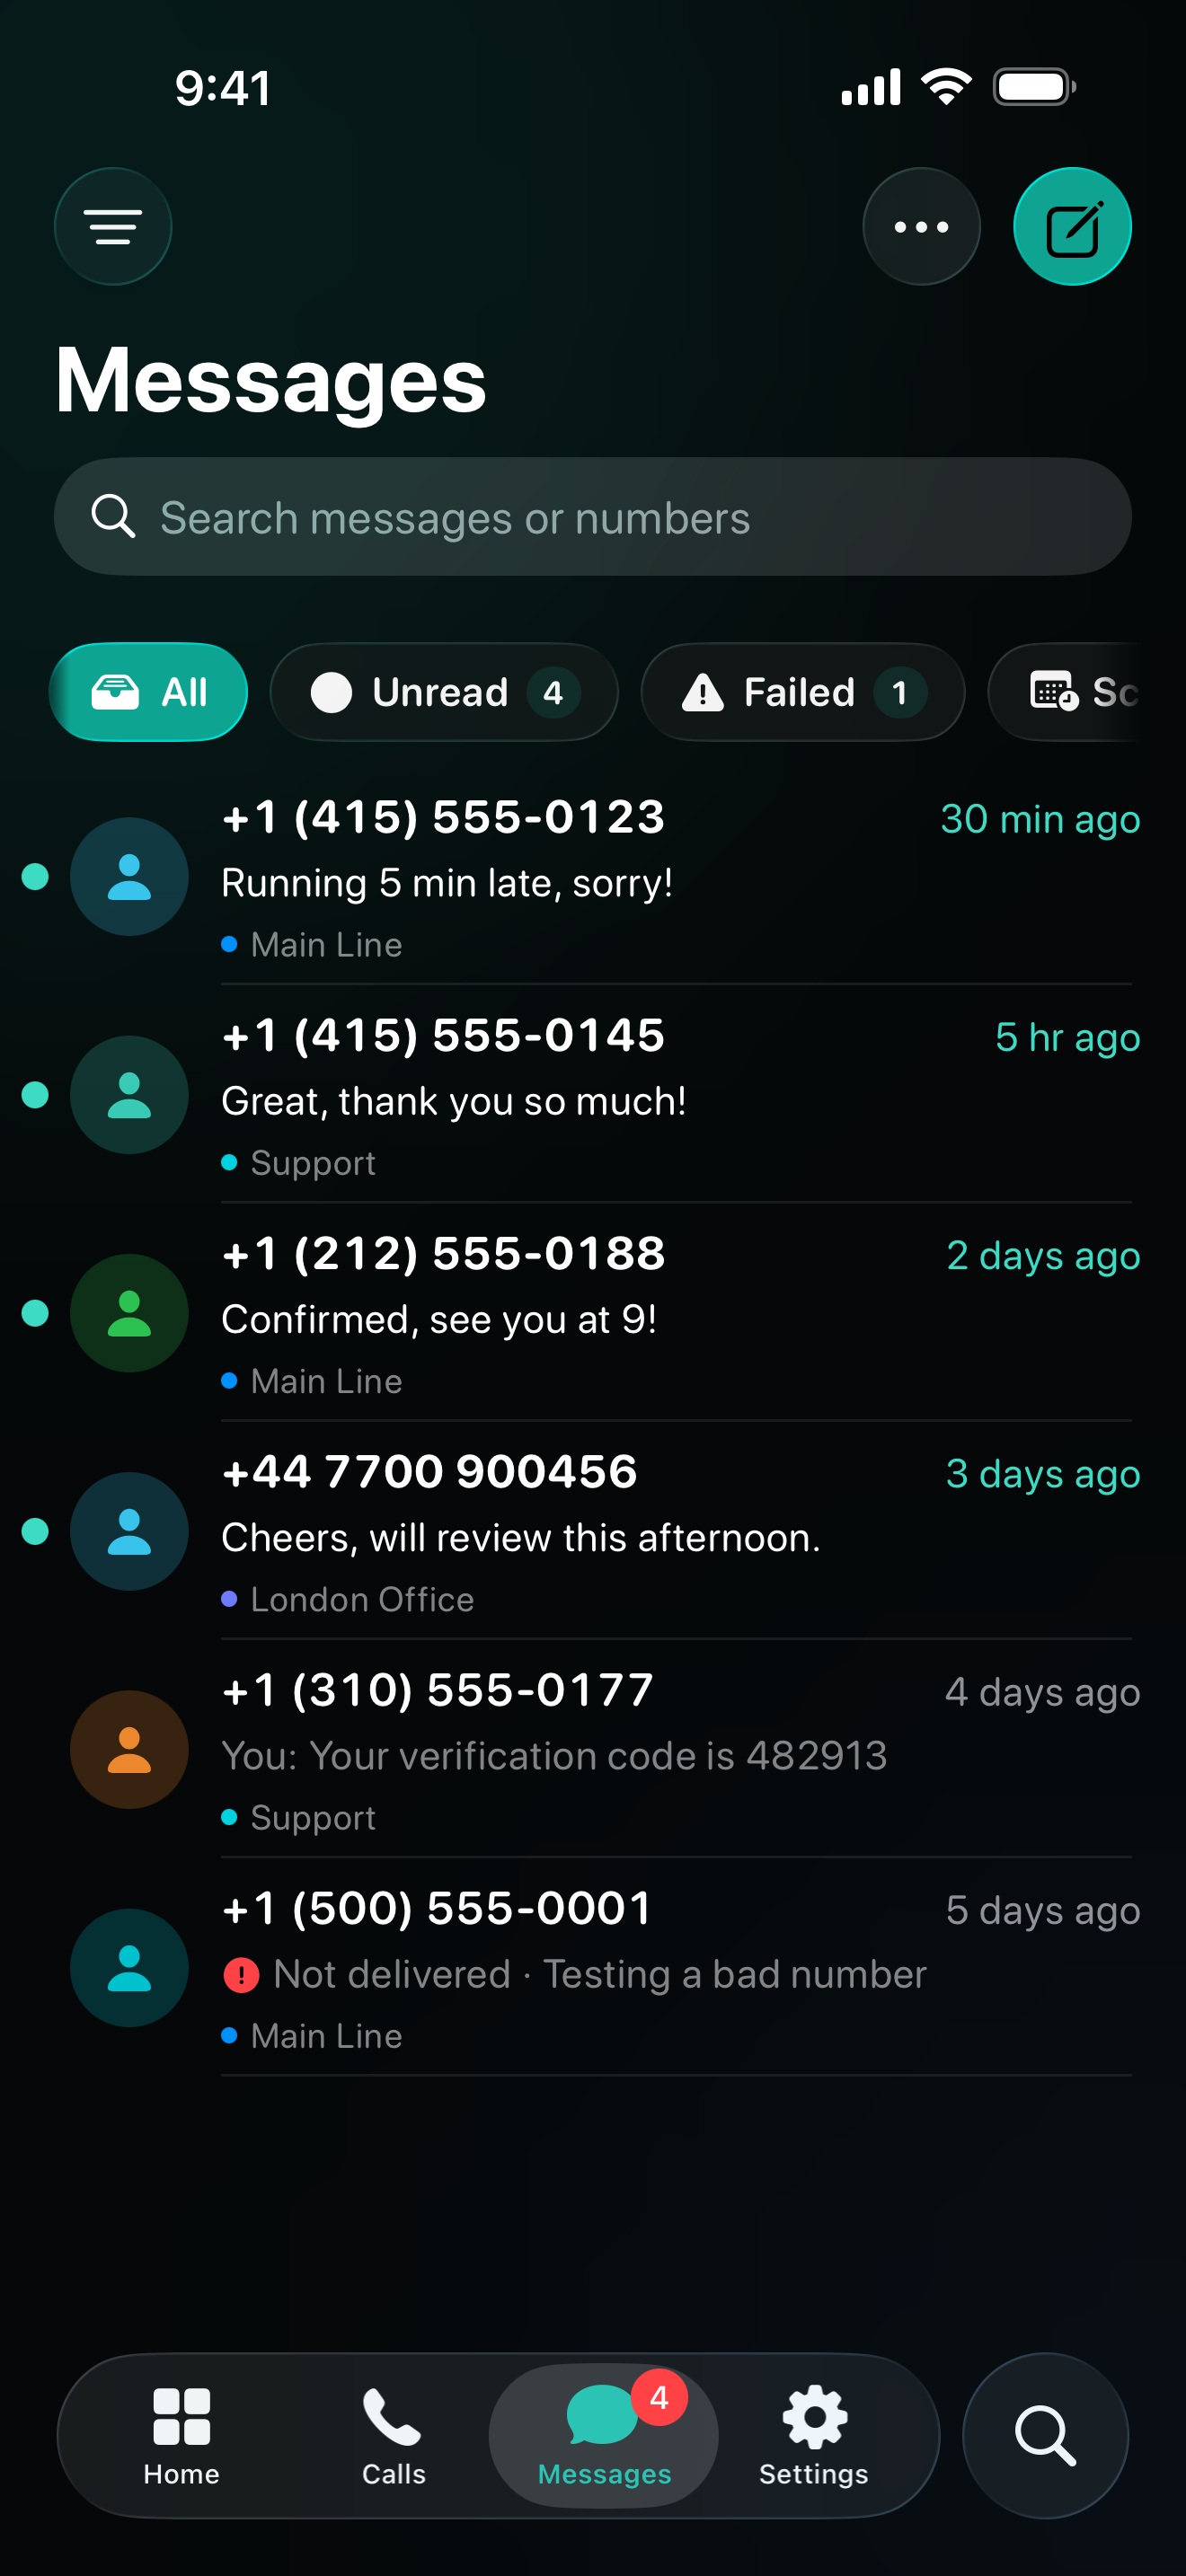 9:41
Messages
Search messages or numbers
All
Unread 4
Failed 1
Sc
+1 (415) 555-0123
30 min ago
Running 5 min late, sorry!
Main Line
+1 (415) 555-0145
5 hr ago
Great, thank you so much!
Support
+1 (212) 555-0188
2 days ago
Confirmed, see you at 9!
Main Line
+44 7700 900456
3 days ago
Cheers, will review this afternoon.
London Office
+1 (310) 555-0177
4 days ago
You: Your verification code is 482913
Support
+1 (500) 555-0001
5 days ago
Not delivered · Testing a bad number
Main Line
4
Home
Calls
Messages
Settings